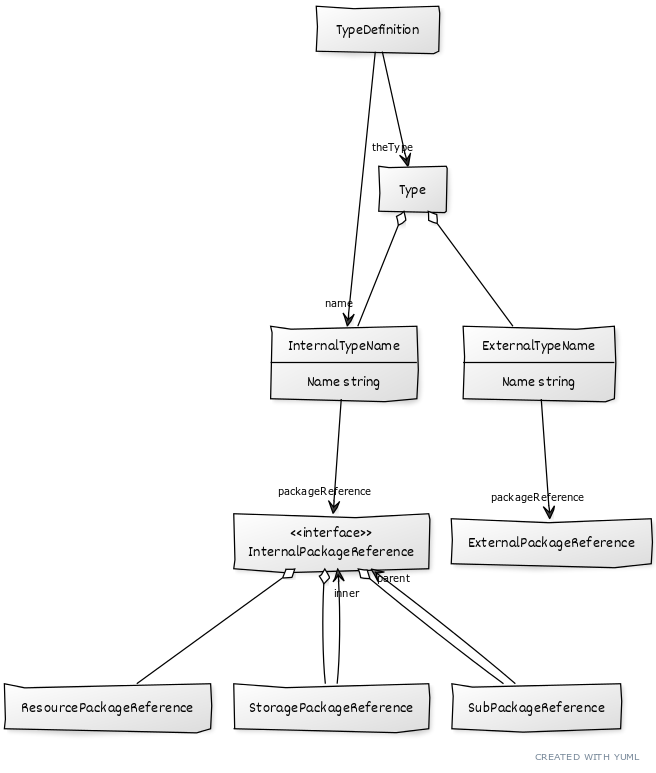 TypeDefinition
theType
Type
name
InternalTypeName
Name string
ExternalTypeName
Name string
packageReference
packageReference
<<interface>>
InternalPackageReference
ExternalPackageReference
parent
inner
ResourcePackageReference
StoragePackageReference
SubPackageReference
CREATED WITH YUML